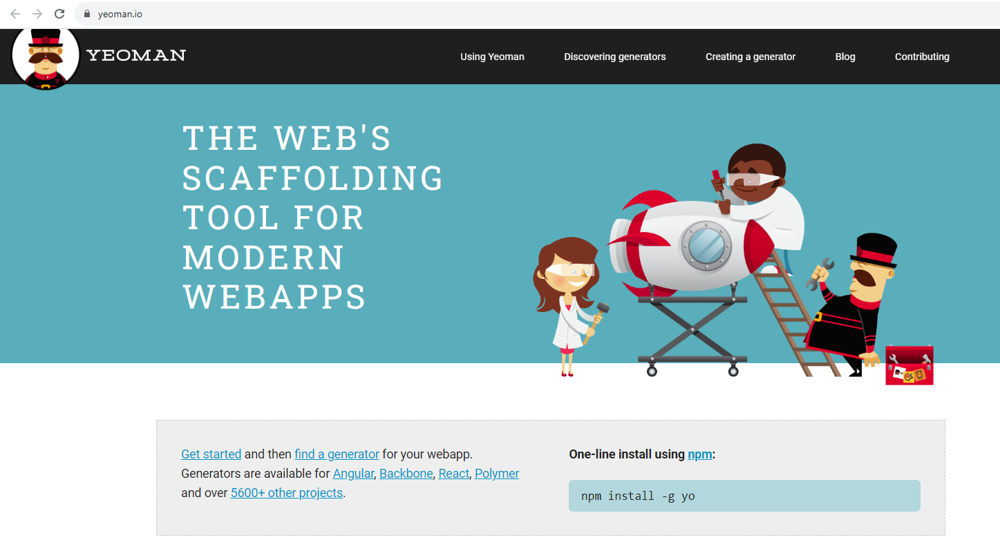 yeoman.io
YEOMAN
Using Yeoman
Discovering generators
Creating a generator
Blog
Contributing
THE WEB'S
SCAFFOLDING
TOOL FOR
MODERN
WEBAPPS
Get started and then find a generator for your webapp.
Generators are available for Angular, Backbone, React, Polymer
and over 5600+ other projects.
One-line install using npm:
npm install -g yo